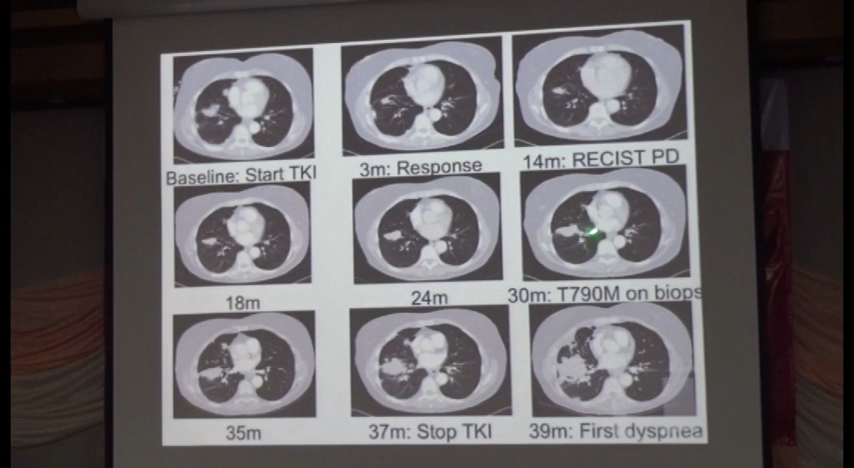 Baseline: Start TKI
3m: Response
14m: RECIST PD
18m
24m
30m: T790M on biops
35m
37m: Stop TKI
39m: First dyspnea